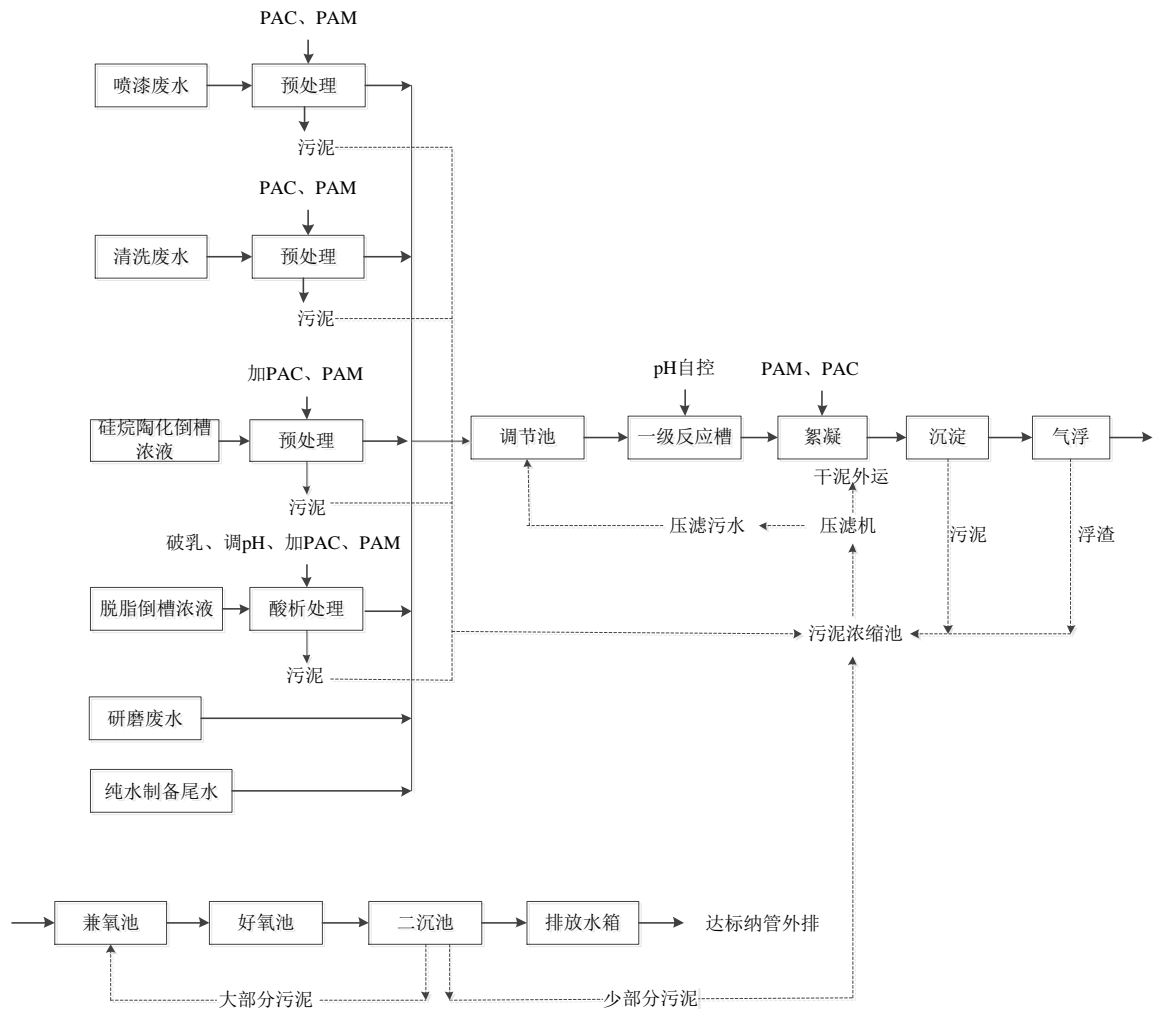 PAC、PAM
喷漆废水
预处理
污泥
PAC、PAM
清洗废水
预处理
污泥
加PAC、PAM
硅烷陶化倒槽
浓液
预处理
污泥
破乳、调pH、加PAC、PAM
脱脂倒槽浓液
酸析处理
污泥
研磨废水
纯水制备尾水
pH自控
PAM、PAC
调节池
一级反应槽
絮凝
沉淀
气浮
干泥外运
压滤污水
压滤机
污泥
浮渣
污泥浓缩池
兼氧池
好氧池
二沉池
排放水箱
达标纳管外排
大部分污泥
少部分污泥